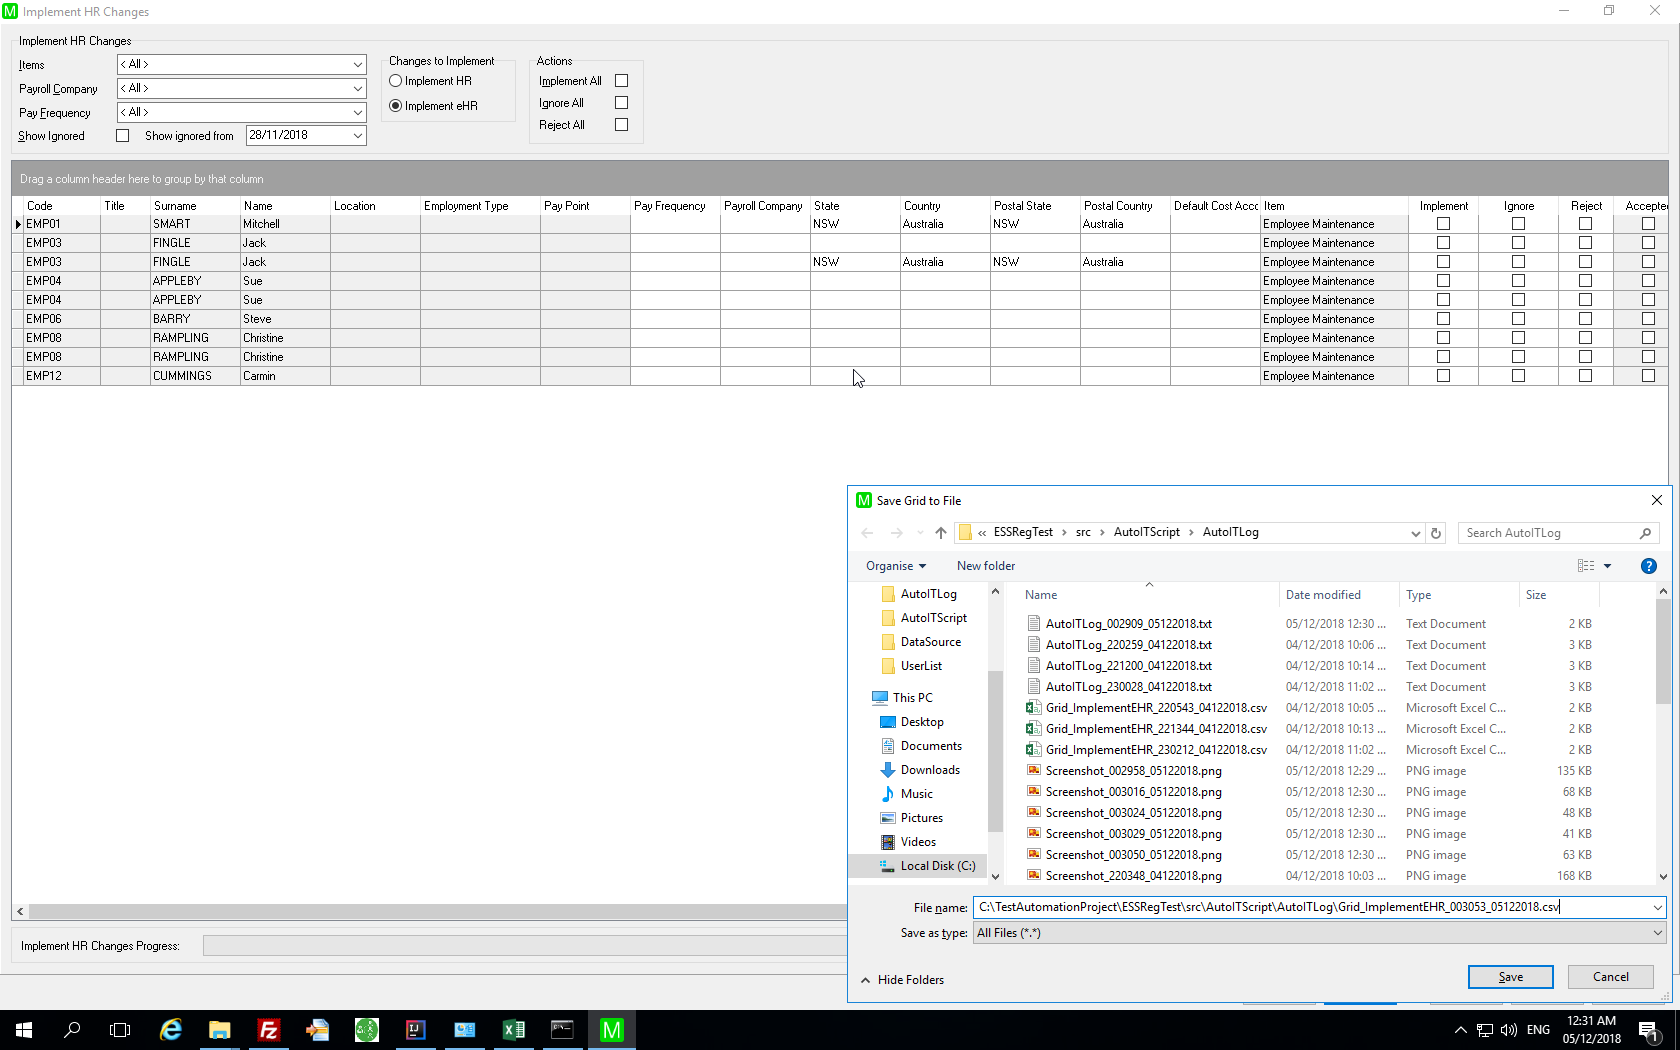 Implement HR Changes
Implement HR Changes
Items < All >
Payroll Company < All >
Pay Frequency < All >
Show Ignored Show ignored from 28/11/2018
Changes to Implement
Implement HR
Implement eHR
Actions
Implement All
Ignore All
Reject All
Drag a column header here to group by that column
Code Title Surname Name Location Employment Type Pay Point Pay Frequency Payroll Company State Country Postal State Postal Country Default Cost Accc Item Implement Ignore Reject Accepted
EMP01 SMART Mitchell NSW Australia NSW Australia Employee Maintenance
EMP03 FINGLE Jack Employee Maintenance
EMP03 FINGLE Jack NSW Australia NSW Australia Employee Maintenance
EMP04 APPLEBY Sue Employee Maintenance
EMP04 APPLEBY Sue Employee Maintenance
EMP06 BARRY Steve Employee Maintenance
EMP08 RAMPLING Christine Employee Maintenance
EMP08 RAMPLING Christine Employee Maintenance
EMP12 CUMMINGS Carmin Employee Maintenance
Implement HR Changes Progress:
Save Grid to File
« ESSRegTest > src > AutoITScript > AutoITLog
Search AutoITLog
Organise New folder
AutoITLog
AutoITScript
DataSource
UserList
This PC
Desktop
Documents
Downloads
Music
Pictures
Videos
Local Disk (C:)
Name Date modified Type Size
AutoITLog_002909_05122018.txt 05/12/2018 12:30 ... Text Document 2 KB
AutoITLog_220259_04122018.txt 04/12/2018 10:06 ... Text Document 3 KB
AutoITLog_221200_04122018.txt 04/12/2018 10:14 ... Text Document 3 KB
AutoITLog_230028_04122018.txt 04/12/2018 11:02 ... Text Document 3 KB
Grid_ImplementEHR_220543_04122018.csv 04/12/2018 10:05 ... Microsoft Excel C... 2 KB
Grid_ImplementEHR_221344_04122018.csv 04/12/2018 10:13 ... Microsoft Excel C... 2 KB
Grid_ImplementEHR_230212_04122018.csv 04/12/2018 11:02 ... Microsoft Excel C... 2 KB
Screenshot_002958_05122018.png 05/12/2018 12:29 ... PNG image 135 KB
Screenshot_003016_05122018.png 05/12/2018 12:30 ... PNG image 68 KB
Screenshot_003024_05122018.png 05/12/2018 12:30 ... PNG image 48 KB
Screenshot_003029_05122018.png 05/12/2018 12:30 ... PNG image 41 KB
Screenshot_003050_05122018.png 05/12/2018 12:30 ... PNG image 63 KB
Screenshot_220348_04122018.png 04/12/2018 10:03 ... PNG image 168 KB
File name: C:\TestAutomationProject\ESSRegTest\src\AutoITScript\AutoITLog\Grid_ImplementEHR_003053_05122018.csv
Save as type: All Files (*.*)
Hide Folders
Save Cancel
ENG
12:31 AM
05/12/2018
1